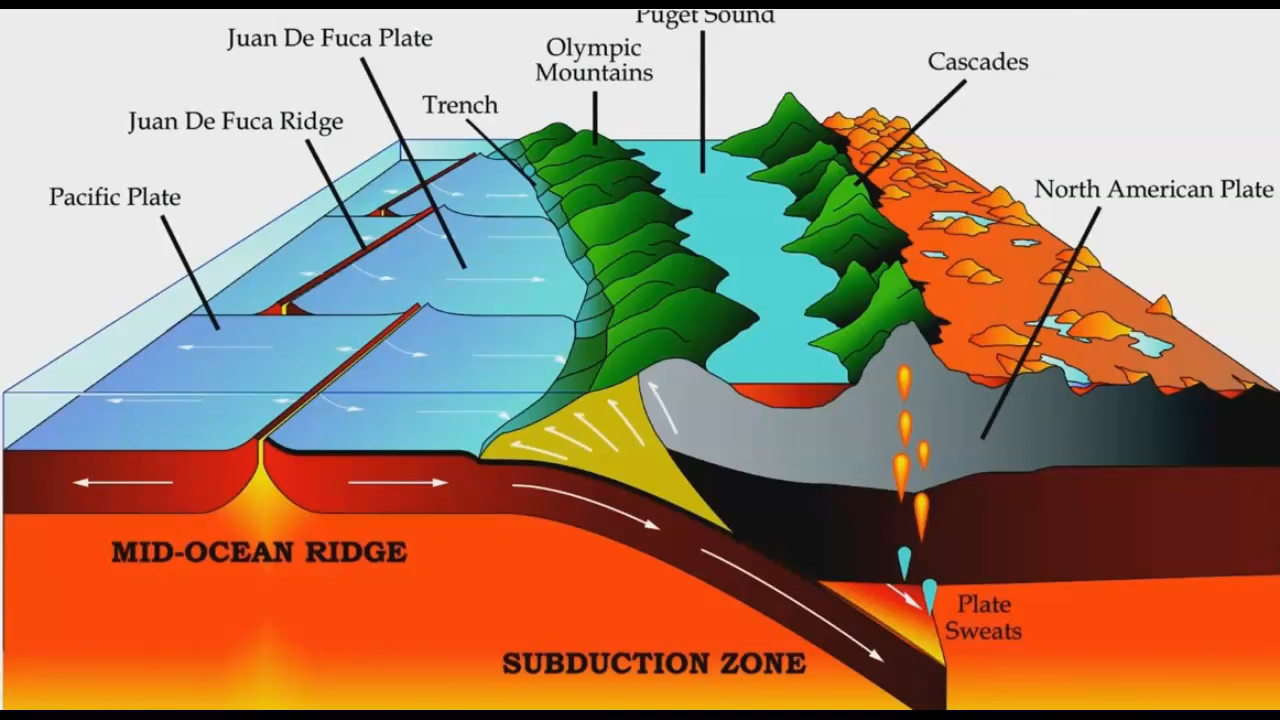 Puget Sound
Juan De Fuca Plate
Olympic
Mountains
Cascades
Trench
Juan De Fuca Ridge
Pacific Plate
North American Plate
MID-OCEAN RIDGE
Plate
Sweats
SUBDUCTION ZONE